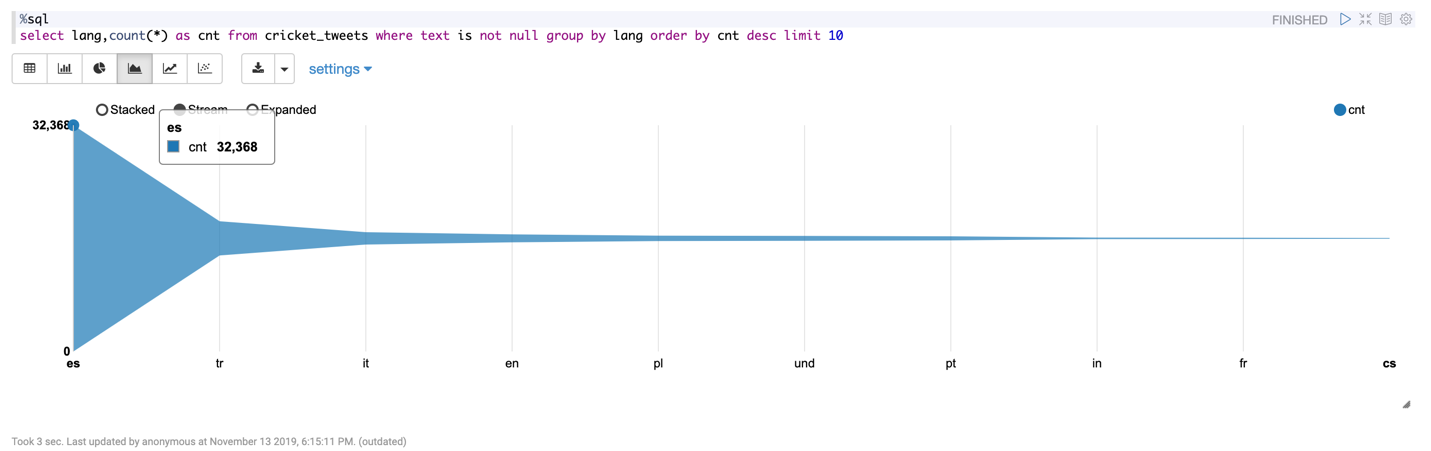 %sql
FINISHED
select lang,count(*) as cnt from cricket_tweets where text is not null group by lang order by cnt desc limit 10
settings
Stacked Stream Expanded
cnt
32,368
es
cnt 32,368
0
es tr it en pl und pt in fr cs
Took 3 sec. Last updated by anonymous at November 13 2019, 6:15:11 PM. (outdated)